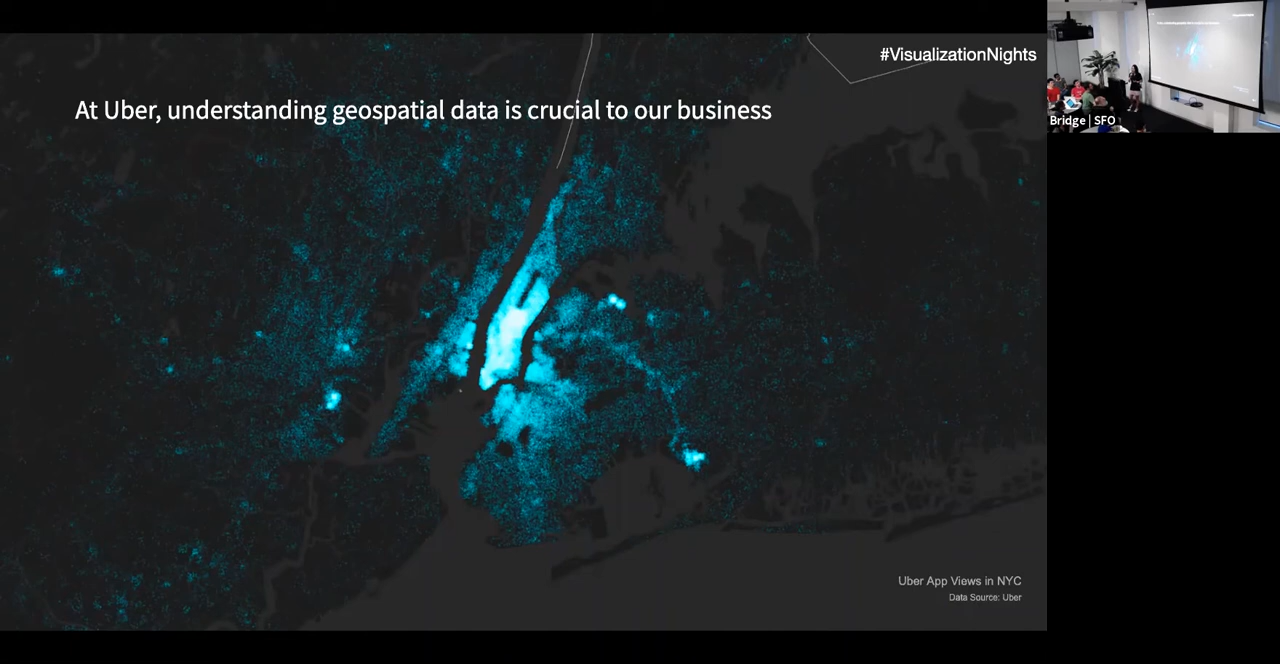 #VisualizationNights
At Uber, understanding geospatial data is crucial to our business
Bridge | SFO
Uber App Views in NYC
Data Source: Uber